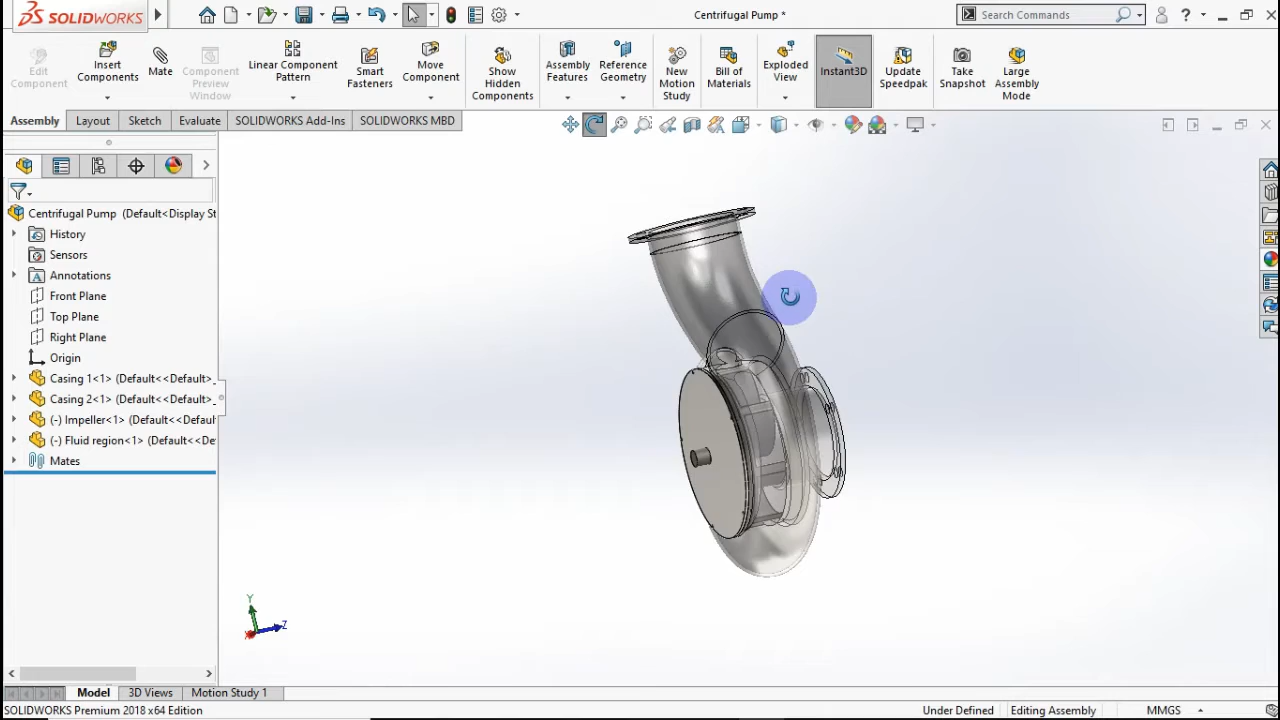 SOLIDWORKS
Centrifugal Pump *
Search Commands
?
Edit
Component
Insert
Components
Mate
Component
Preview
Window
Linear Component
Pattern
Smart
Fasteners
Move
Component
Show
Hidden
Components
Assembly
Features
Reference
Geometry
New
Motion
Study
Bill of
Materials
Exploded
View
Instant3D
Update
Speedpak
Take
Snapshot
Large
Assembly
Mode
Assembly
Layout
Sketch
Evaluate
SOLIDWORKS Add-Ins
SOLIDWORKS MBD
Centrifugal Pump (Default<Display St
History
Sensors
Annotations
Front Plane
Top Plane
Right Plane
Origin
Casing 1<1> (Default<<Default>_
Casing 2<1> (Default<<Default>_
(-) Impeller<1> (Default<<Default
(-) Fluid region<1> (Default<<De
Mates
Y
Z
X
Model
3D Views
Motion Study 1
SOLIDWORKS Premium 2018 x64 Edition
Under Defined
Editing Assembly
MMGS